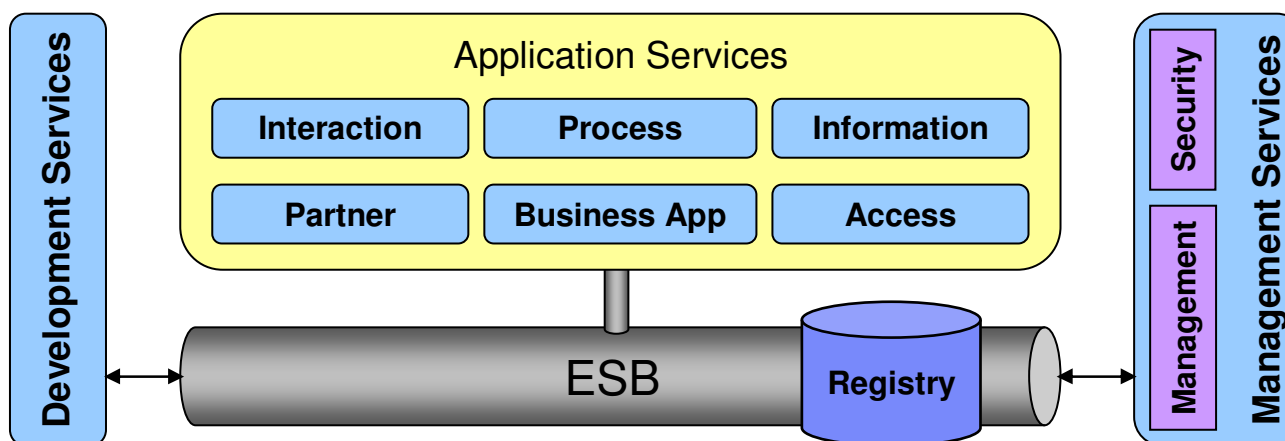 Development Services
Application Services
Interaction
Process
Information
Partner
Business App
Access
ESB
Registry
Security
Management
Management Services